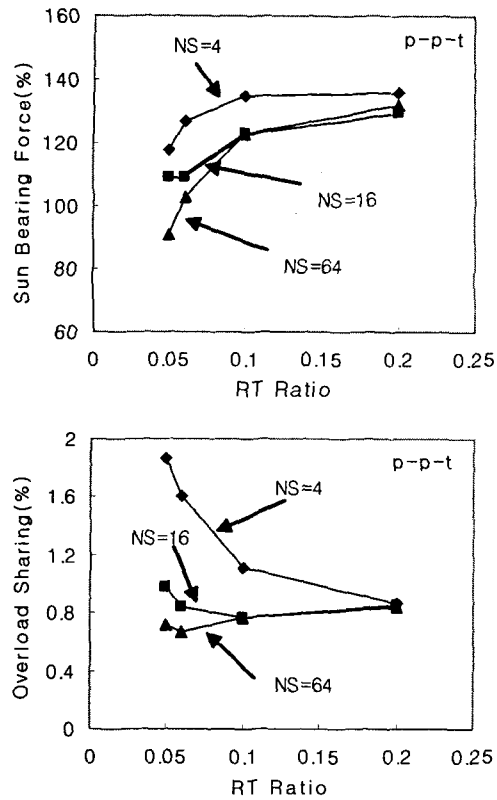 p-p-t
NS=4
NS=16
NS=64
Sun Bearing Force(%)
160
140
120
100
80
60
0
0.05
0.1
0.15
0.2
0.25
RT Ratio
p-p-t
NS=4
NS=16
NS=64
Overload Sharing(%)
2
1.6
1.2
0.8
0.4
0
0
0.05
0.1
0.15
0.2
0.25
RT Ratio